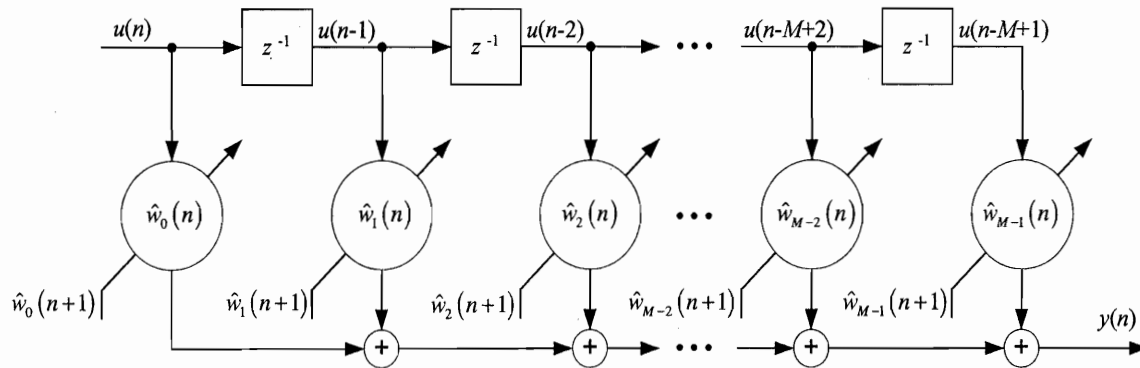 u(n) z⁻¹ u(n-1) z⁻¹ u(n-2) ••• u(n-M+2) z⁻¹ u(n-M+1)
ŵ₀(n) ŵ₁(n) ŵ₂(n) ••• ŵ_{M−2}(n) ŵ_{M−1}(n)
ŵ₀(n+1) ŵ₁(n+1) ŵ₂(n+1) ŵ_{M−2}(n+1) ŵ_{M−1}(n+1) y(n)
+ + ••• + +